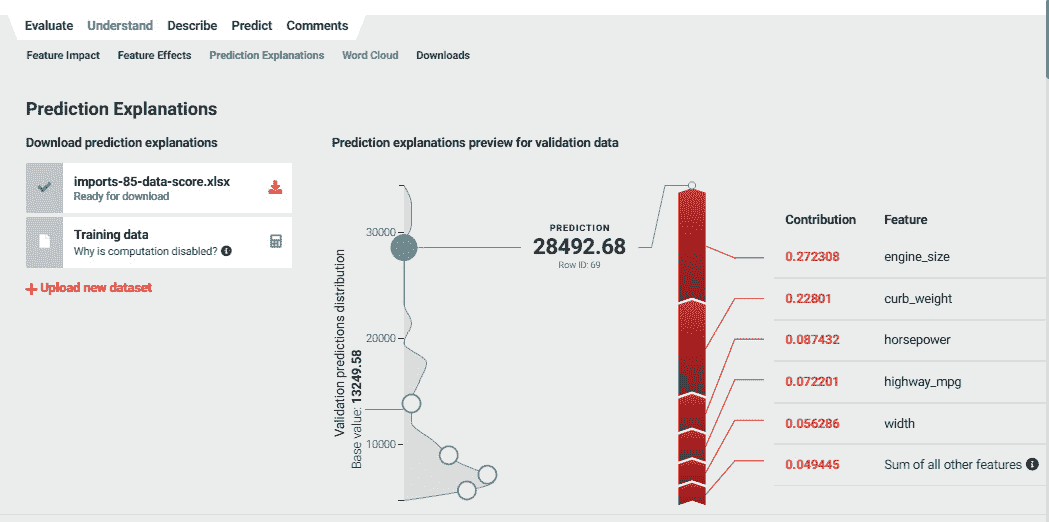 Evaluate Understand Describe Predict Comments
Feature Impact Feature Effects Prediction Explanations Word Cloud Downloads
Prediction Explanations
Download prediction explanations
imports-85-data-score.xlsx
Ready for download
Training data
Why is computation disabled?
Upload new dataset
Prediction explanations preview for validation data
Validation predictions distribution
Base value: 13249.58
30000
20000
10000
PREDICTION
28492.68
Row ID: 69
Contribution Feature
0.272308 engine_size
0.22801 curb_weight
0.087432 horsepower
0.072201 highway_mpg
0.056286 width
0.049445 Sum of all other features